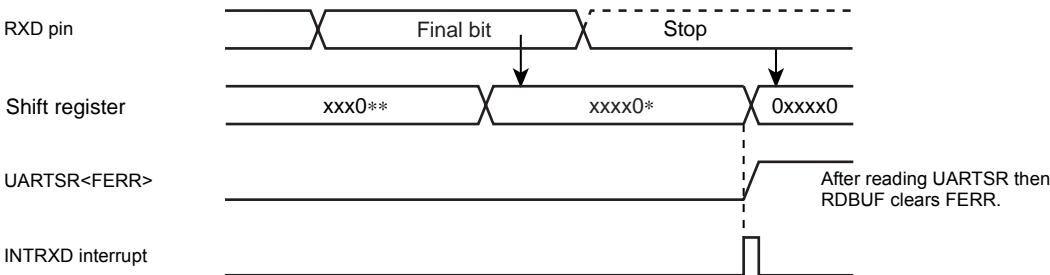 RXD pin
Final bit
Stop
Shift register
xxx0**
xxxx0*
0xxxx0
UARTSR<FERR>
After reading UARTSR then
RDBUF clears FERR.
INTRXD interrupt